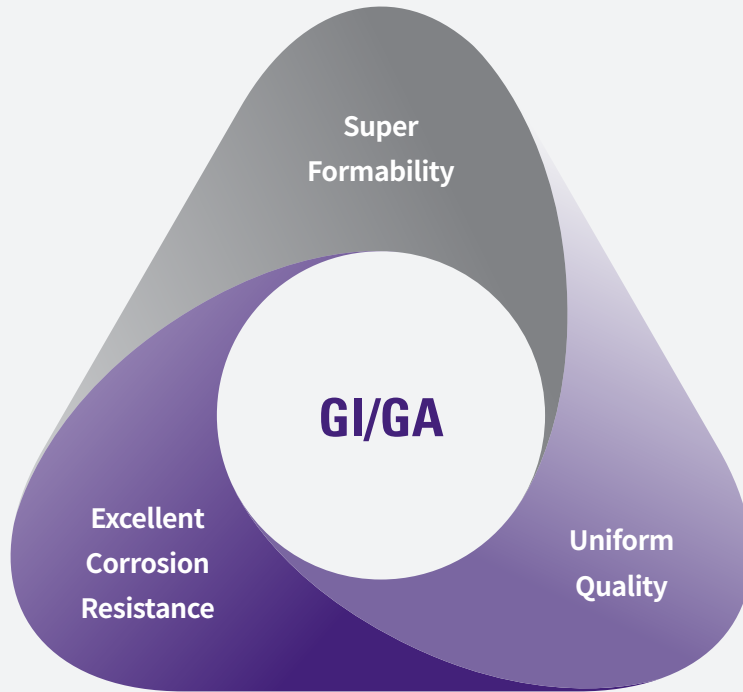 Super
Formability
GI/GA
Excellent
Corrosion
Resistance
Uniform
Quality